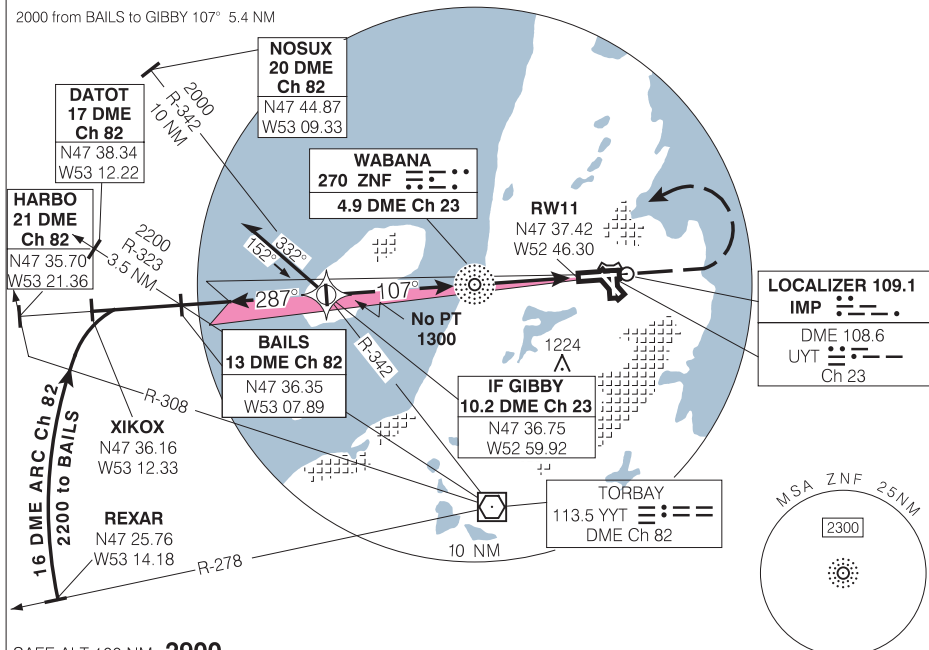 2000 from BAILS to GIBBY 107° 5.4 NM
NOSUX
20 DME
Ch 82
N47 44.87
W53 09.33
DATOT
17 DME
Ch 82
N47 38.34
W53 12.22
2000
R-342
10 NM
WABANA
270 ZNF
4.9 DME Ch 23
HARBO
21 DME
Ch 82
N47 35.70
W53 21.36
RW11
N47 37.42
W52 46.30
2200
R-323
3.5 NM
332°
152°
287°
107°
LOCALIZER 109.1
IMP
DME 108.6
UYT
Ch 23
No PT
1300
BAILS
13 DME Ch 82
N47 36.35
W53 07.89
R-342
1224
IF GIBBY
10.2 DME Ch 23
N47 36.75
W52 59.92
R-308
XIKOX
N47 36.16
W53 12.33
16 DME ARC Ch 82
2200 to BAILS
REXAR
N47 25.76
W53 14.18
TORBAY
113.5 YYT
DME Ch 82
10 NM
R-278
MSA ZNF 25NM
2300